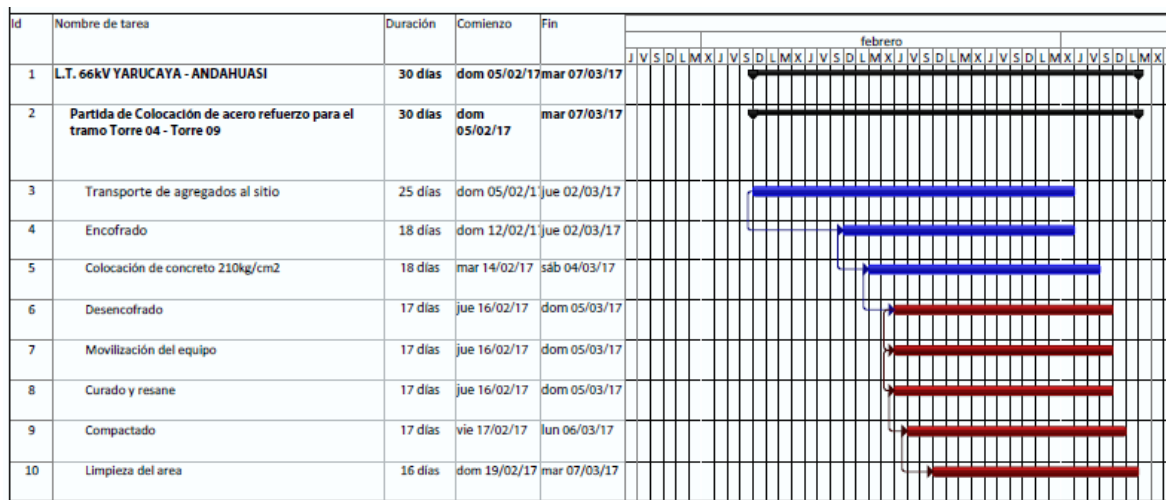 Id Nombre de tarea Duración Comienzo Fin
febrero
J V S D L M X J V S D L M X J V S D L M X J V S D L M X J V S D L M X J V S D L M X
1 L.T. 66kV YARUCAYA - ANDAHUASI 30 días dom 05/02/17 mar 07/03/17
2 Partida de Colocación de acero refuerzo para el 30 días dom mar 07/03/17
tramo Torre 04 - Torre 09 05/02/17
3 Transporte de agregados al sitio 25 días dom 05/02/1 jue 02/03/17
4 Encofrado 18 días dom 12/02/1 jue 02/03/17
5 Colocación de concreto 210kg/cm2 18 días mar 14/02/17 sáb 04/03/17
6 Desencofrado 17 días jue 16/02/17 dom 05/03/17
7 Movilización del equipo 17 días jue 16/02/17 dom 05/03/17
8 Curado y resane 17 días jue 16/02/17 dom 05/03/17
9 Compactado 17 días vie 17/02/17 lun 06/03/17
10 Limpieza del area 16 días dom 19/02/17 mar 07/03/17